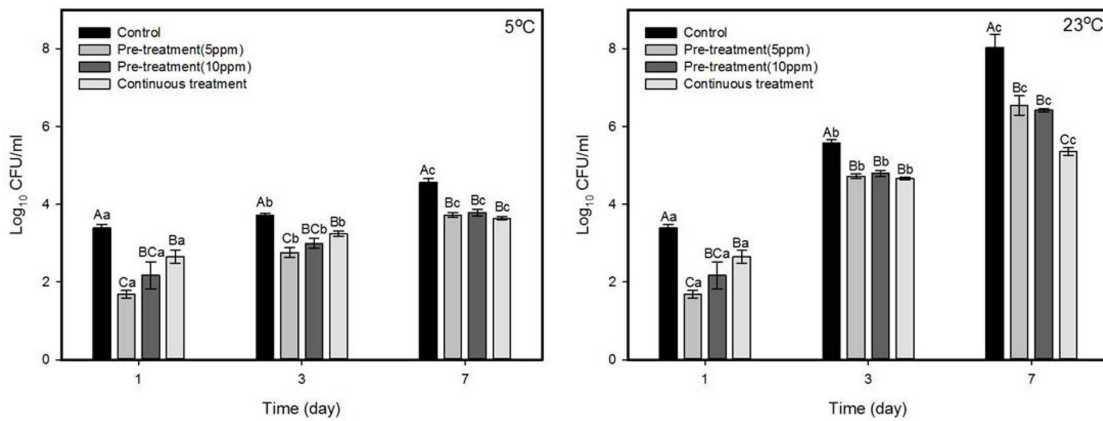 5°C
Control
Pre-treatment(5ppm)
Pre-treatment(10ppm)
Continuous treatment
Log10 CFU/ml
8
6
4
2
0
Aa
Ca
BCa
Ba
Ab
Cb
BCb
Bb
Ac
Bc
Bc
Bc
1
3
7
Time (day)
23°C
Control
Pre-treatment(5ppm)
Pre-treatment(10ppm)
Continuous treatment
Log10 CFU/ml
8
6
4
2
0
Aa
Ca
BCa
Ba
Ab
Bb
Bb
Bb
Ac
Bc
Bc
Cc
1
3
7
Time (day)